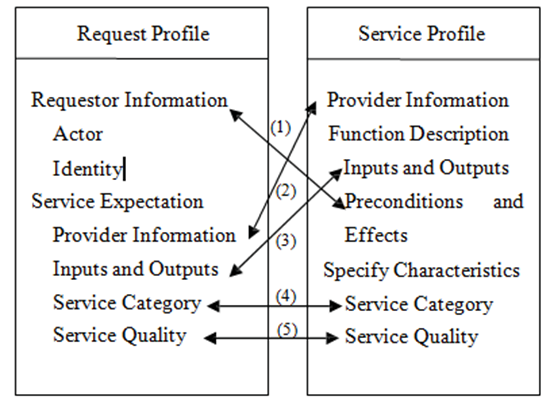 Request Profile
Requestor Information
Actor
Identity
Service Expectation
Provider Information
Inputs and Outputs
Service Category
Service Quality
(1)
(2)
(3)
(4)
(5)
Service Profile
Provider Information
Function Description
Inputs and Outputs
Preconditions and
Effects
Specify Characteristics
Service Category
Service Quality